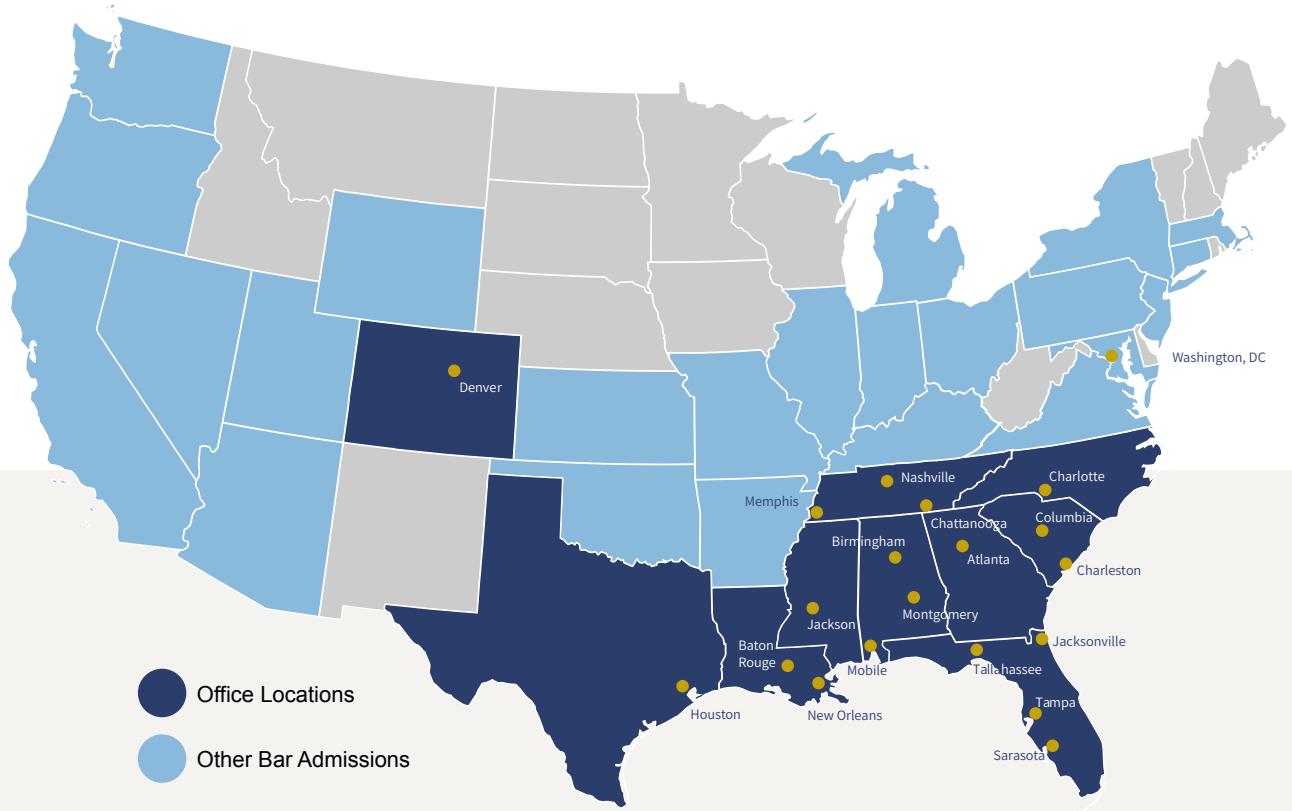 Washington, DC
Denver
Nashville
Charlotte
Memphis
Columbia
Chattanooga
Birmingham
Atlanta
Charleston
Montgomery
Jackson
Jacksonville
Baton
Rouge
Mobile
Tallahassee
Office Locations
Tampa
Houston
New Orleans
Sarasota
Other Bar Admissions